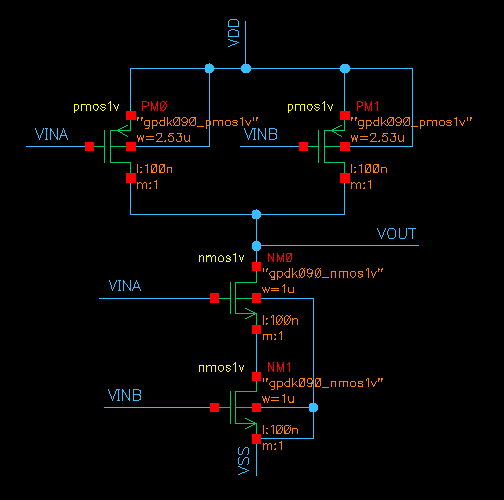 VDD
pmos1v PM0
"gpdk090_pmos1v"
VINA
w=2.53u
l:100n
m:1
pmos1v PM1
"gpdk090_pmos1v"
VINB
w=2.53u
l:100n
m:1
VOUT
nmos1v NM0
"gpdk090_nmos1v"
VINA
w=1u
l:100n
m:1
nmos1v NM1
"gpdk090_nmos1v"
VINB
w=1u
l:100n
m:1
VSS